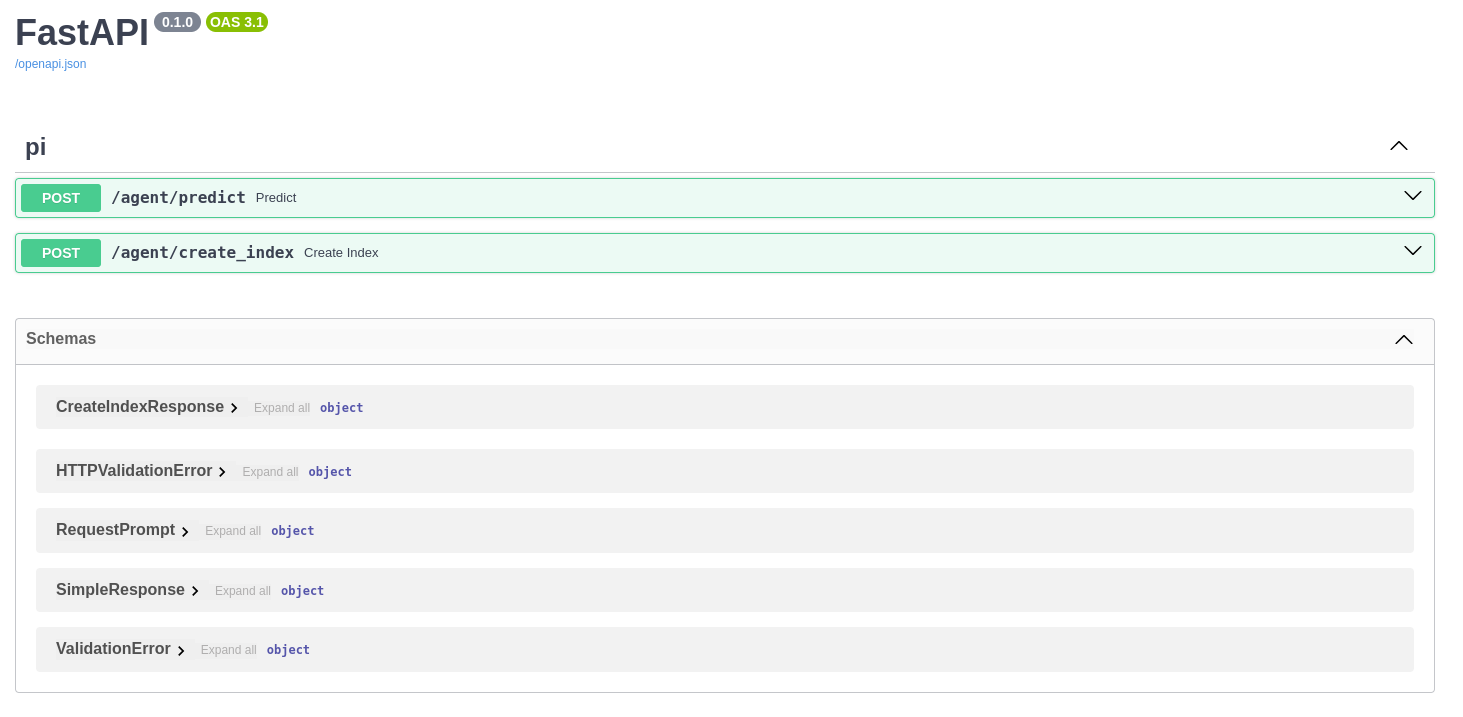 FastAPI 0.1.0 OAS 3.1
/openapi.json
pi
POST /agent/predict Predict
POST /agent/create_index Create Index
Schemas
CreateIndexResponse Expand all object
HTTPValidationError Expand all object
RequestPrompt Expand all object
SimpleResponse Expand all object
ValidationError Expand all object